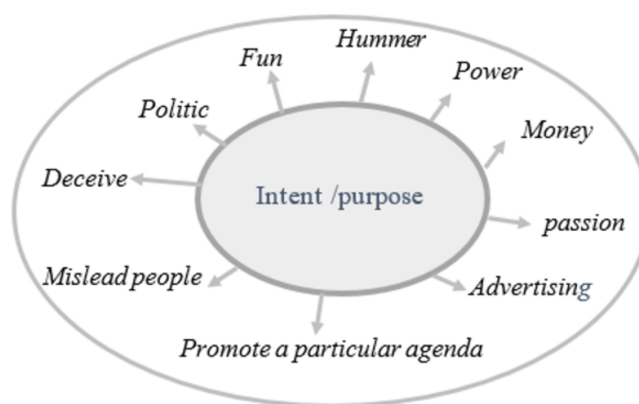 Hummer
Fun
Power
Politic
Money
Deceive
Intent /purpose
passion
Mislead people
Advertising
Promote a particular agenda